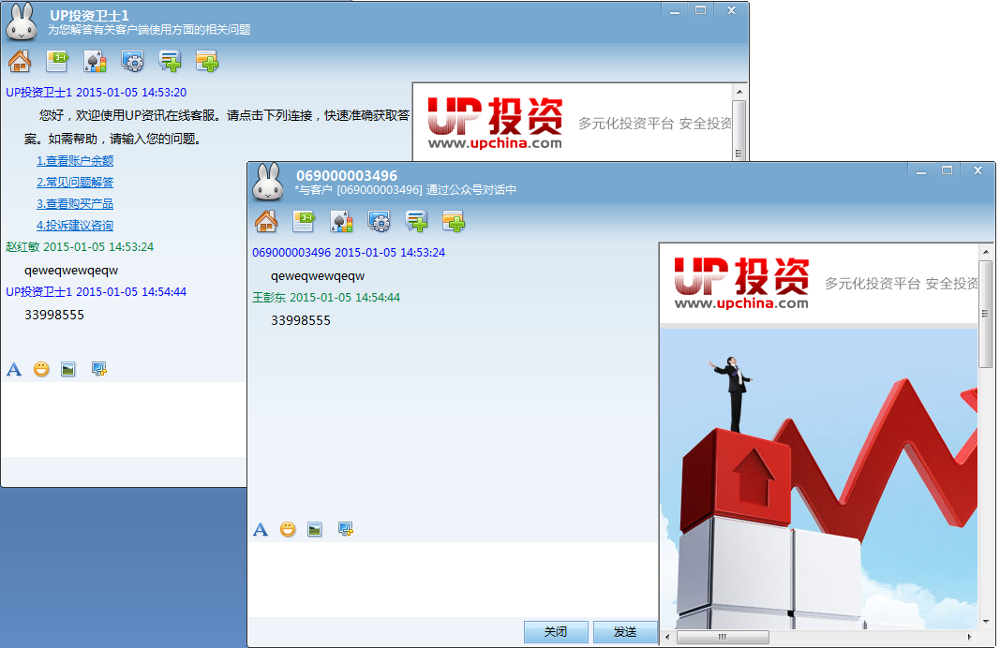 UP投资卫士1
为您解答有关客户端使用方面的相关问题
UP投资卫士1 2015-01-05 14:53:20
您好，欢迎使用UP资讯在线客服。请点击下列连接，快速准确获取答
案。如需帮助，请输入您的问题。
1.查看账户余额
2.常见问题解答
3.查看购买产品
4.投诉建议咨询
赵红敏 2015-01-05 14:53:24
qeweqwewqeqw
UP投资卫士1 2015-01-05 14:54:44
33998555
UP投资
www.upchina.com
多元化投资平台 安全投资
069000003496
*与客户 [069000003496] 通过公众号对话中
069000003496 2015-01-05 14:53:24
qeweqwewqeqw
王彭东 2015-01-05 14:54:44
33998555
UP投资
www.upchina.com
多元化投资平台 安全投资
关闭
发送